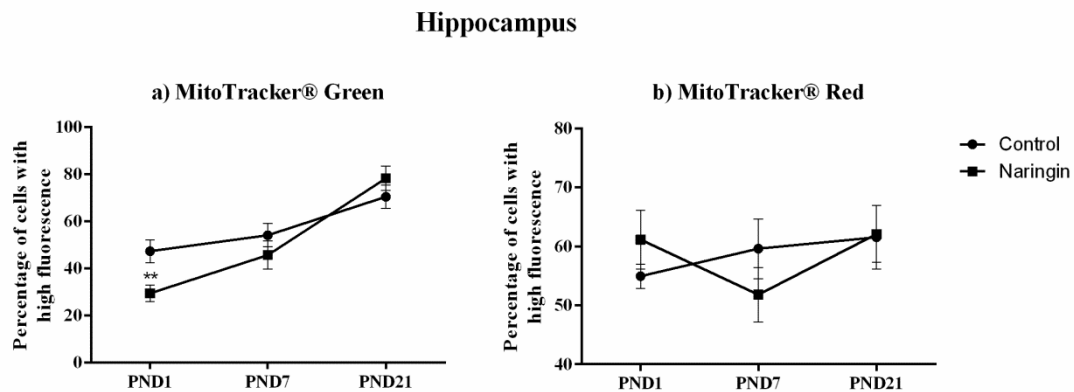 Hippocampus
a) MitoTracker® Green
Percentage of cells with
high fluorescence
100
80
60
40
20
0
**
PND1 PND7 PND21
b) MitoTracker® Red
Percentage of cells with
high fluorescence
80
70
60
50
40
PND1 PND7 PND21
Control
Naringin